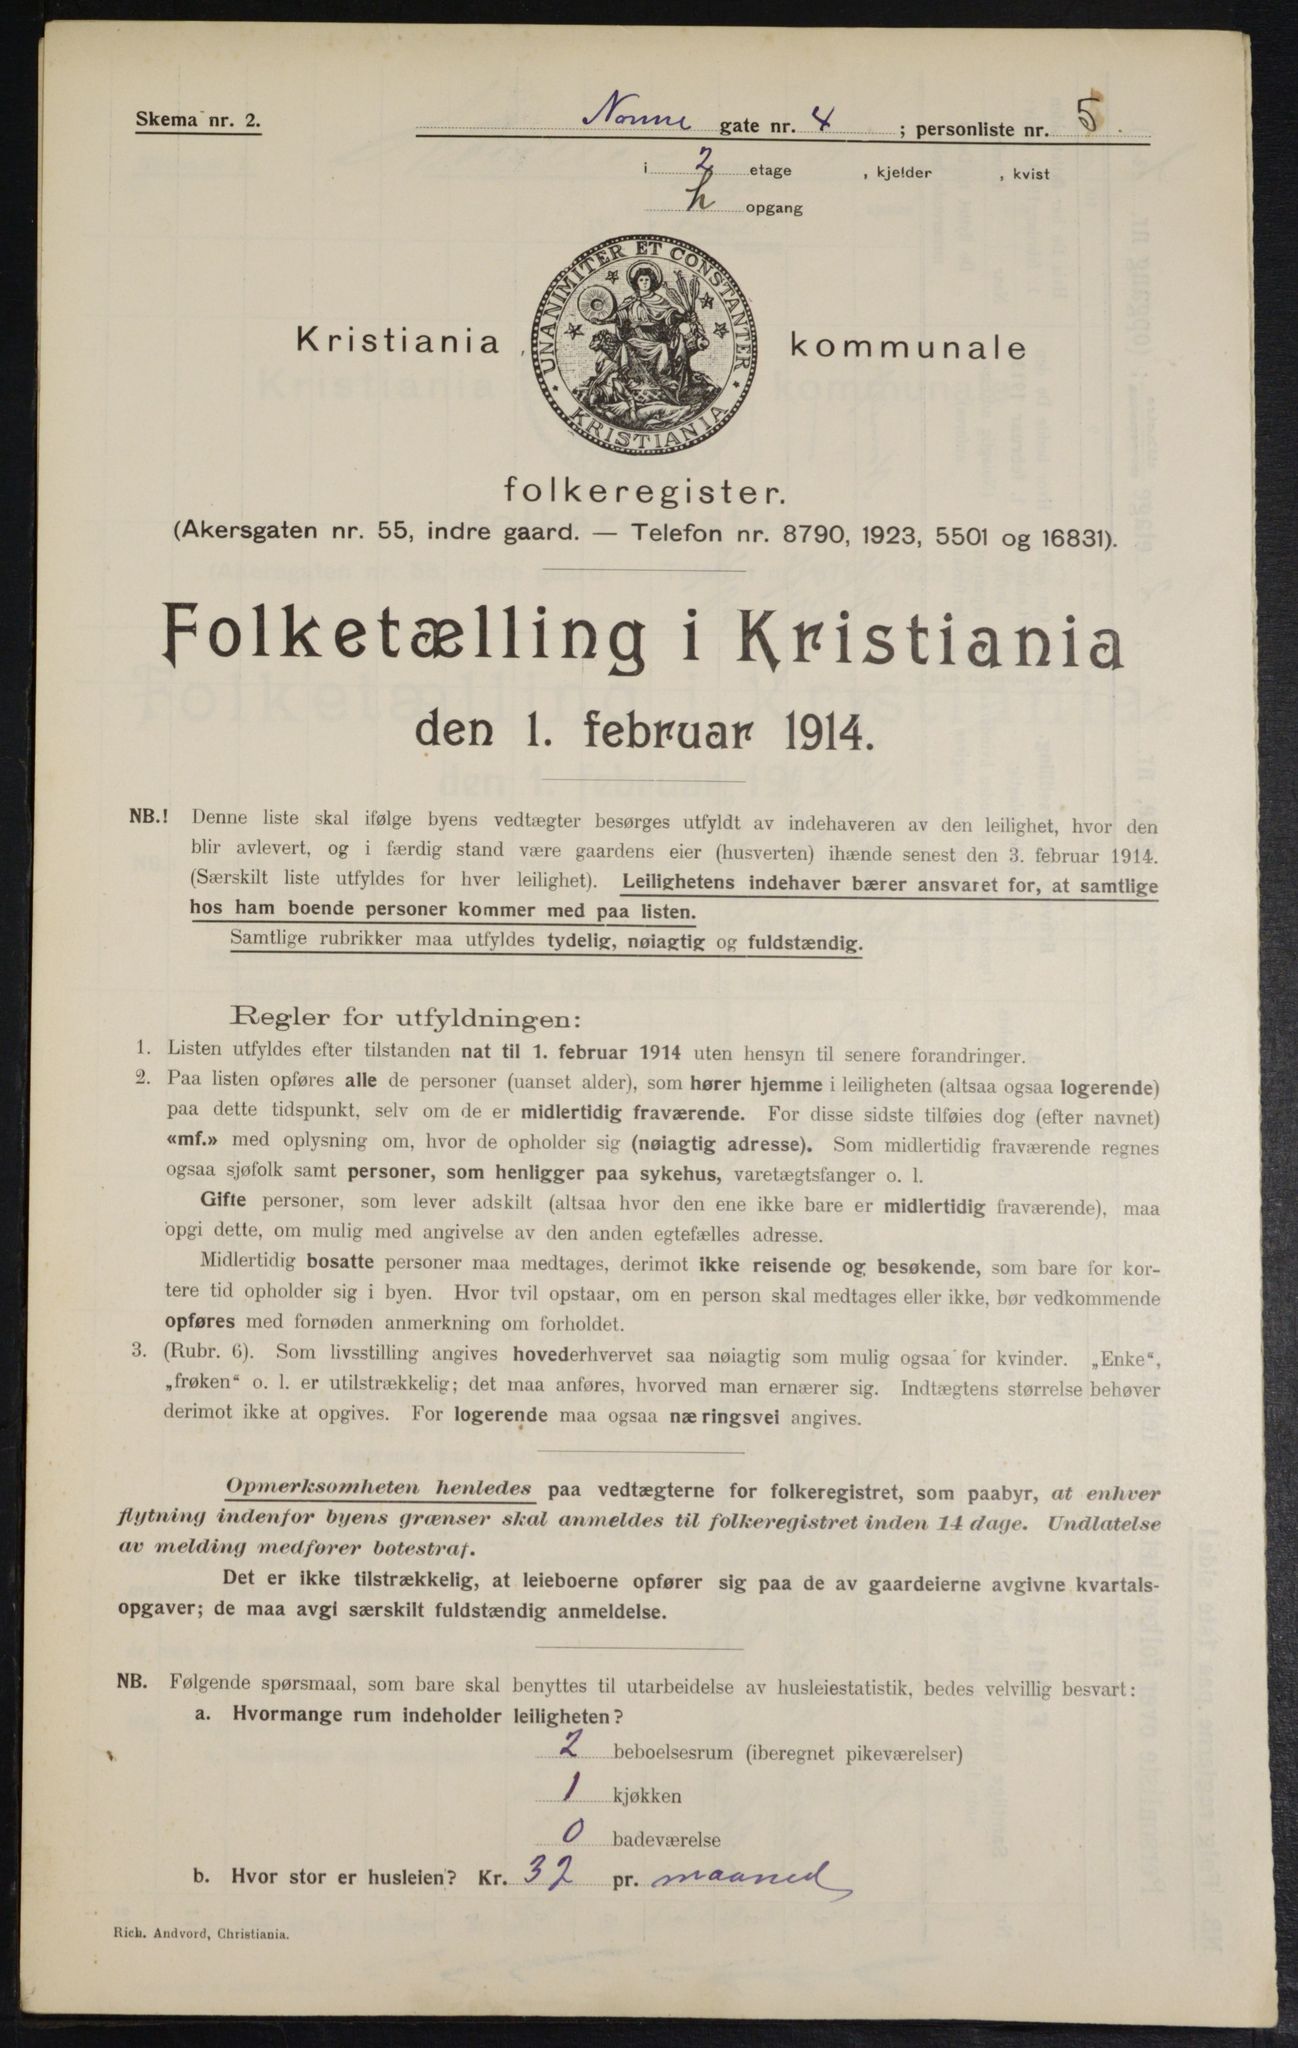 Skema nr. 2.
Nonne gate nr. 4 ; personliste nr. 5.
i 2 etage , kjelder , kvist
h opgang
UNANIMITER ET CONSTANTER
KRISTIANIA
Kristiania kommunale
folkeregister.
(Akersgaten nr. 55, indre gaard. — Telefon nr. 8790, 1923, 5501 og 16831).
Folketælling i Kristiania
den 1. februar 1914.
NB.! Denne liste skal ifølge byens vedtægter besørges utfyldt av indehaveren av den leilighet, hvor den
blir avlevert, og i færdig stand være gaardens eier (husverten) ihænde senest den 3. februar 1914.
(Særskilt liste utfyldes for hver leilighet). Leilighetens indehaver bærer ansvaret for, at samtlige
hos ham boende personer kommer med paa listen.
Samtlige rubrikker maa utfyldes tydelig, nøiagtig og fuldstændig.
Regler for utfyldningen:
1. Listen utfyldes efter tilstanden nat til 1. februar 1914 uten hensyn til senere forandringer.
2. Paa listen opføres alle de personer (uanset alder), som hører hjemme i leiligheten (altsaa ogsaa logerende)
paa dette tidspunkt, selv om de er midlertidig fraværende. For disse sidste tilføies dog (efter navnet)
«mf.» med oplysning om, hvor de opholder sig (nøiagtig adresse). Som midlertidig fraværende regnes
ogsaa sjøfolk samt personer, som henligger paa sykehus, varetægtsfanger o. l.
Gifte personer, som lever adskilt (altsaa hvor den ene ikke bare er midlertidig fraværende), maa
opgi dette, om mulig med angivelse av den anden egtefælles adresse.
Midlertidig bosatte personer maa medtages, derimot ikke reisende og besøkende, som bare for kor-
tere tid opholder sig i byen. Hvor tvil opstaar, om en person skal medtages eller ikke, bør vedkommende
opføres med fornøden anmerkning om forholdet.
3. (Rubr. 6). Som livsstilling angives hovederhvervet saa nøiagtig som mulig ogsaa for kvinder. „Enke“,
„frøken“ o. l. er utilstrækkelig; det maa anføres, hvorved man ernærer sig. Indtægtens størrelse behøver
derimot ikke at opgives. For logerende maa ogsaa næringsvei angives.
Opmerksomheten henledes paa vedtægterne for folkeregistret, som paabyr, at enhver
flytning indenfor byens grænser skal anmeldes til folkeregistret inden 14 dage. Undlatelse
av melding medfører bøtestraf.
Det er ikke tilstrækkelig, at leieboerne opfører sig paa de av gaardeierne avgivne kvartals-
opgaver; de maa avgi særskilt fuldstændig anmeldelse.
NB. Følgende spørsmaal, som bare skal benyttes til utarbeidelse av husleiestatistik, bedes velvillig besvart:
a. Hvormange rum indeholder leiligheten?
2 beboelsesrum (iberegnet pikeværelser)
1 kjøkken
0 badeværelse
b. Hvor stor er husleien? Kr. 32 pr. maaned
Rich. Andvord, Christiania.